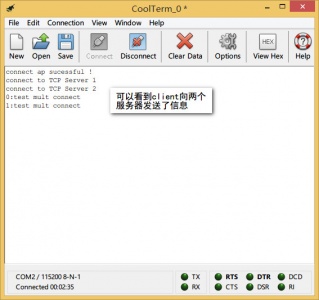 CoolTerm_0 *
File Edit Connection Window Server Help
New Open Save Connect Disconnect Clear Data Options View Hex Help
HEX
connect ap sucessful !
connect to TCP Server 1
connect to TCP Server 2
0:test mult connect
1:test mult connect
可以看到client向两个
服务器发送了信息
COM2 / 115200 8-N-1
Connected 00:02:35
TX RTS DTR DCD
RX CTS DSR RI